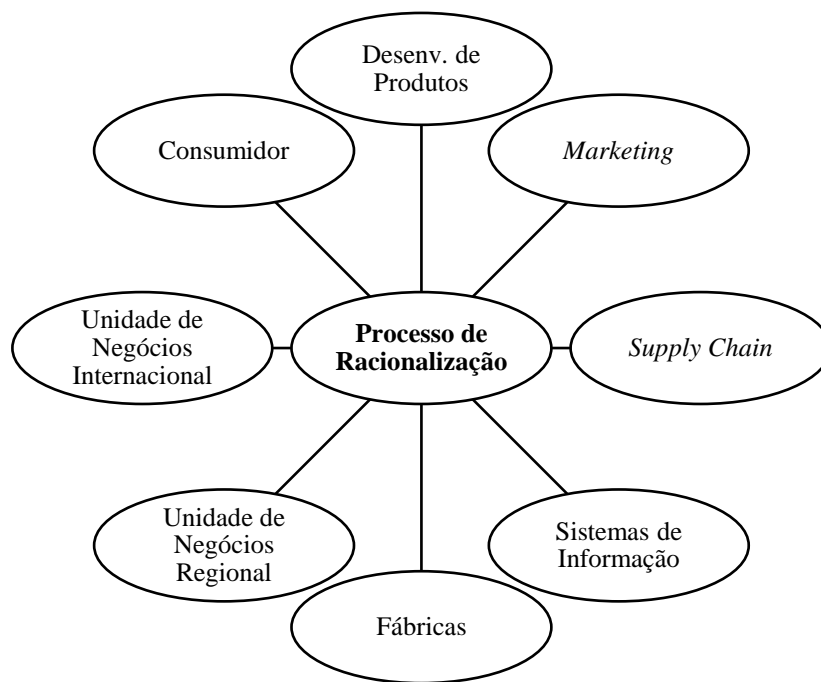 Desenv. de
Produtos
Consumidor
Marketing
Unidade de
Negócios
Internacional
Processo de
Racionalização
Supply Chain
Unidade de
Negócios
Regional
Sistemas de
Informação
Fábricas